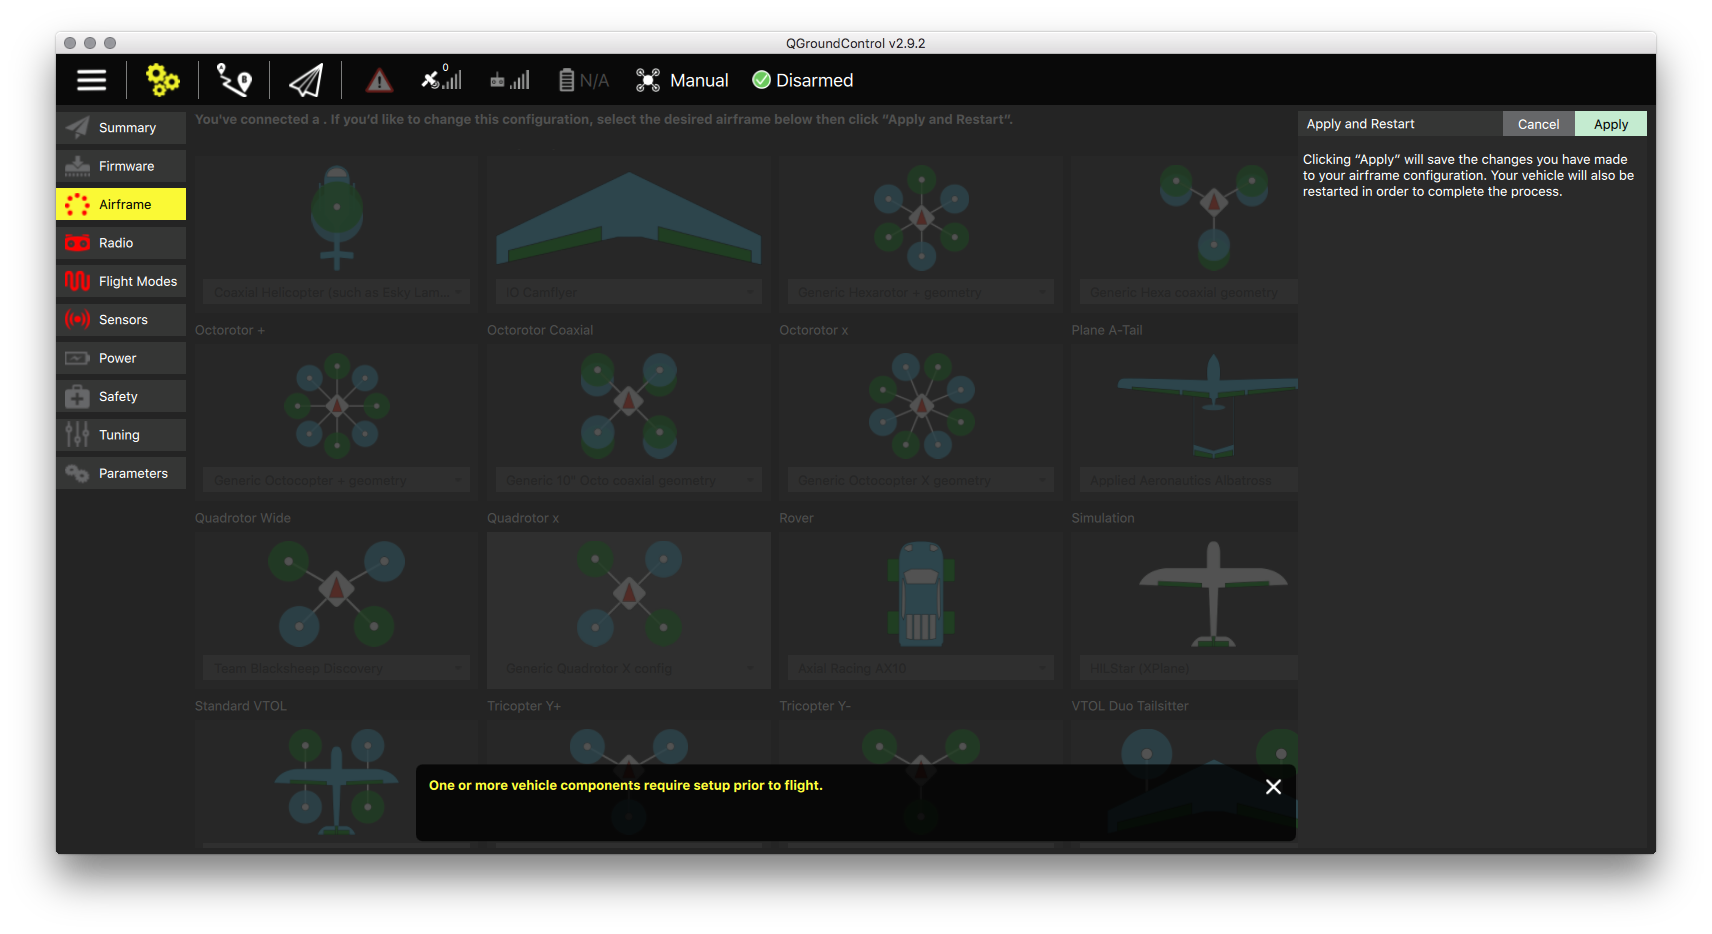 QGroundControl v2.9.2
0
N/A
Manual
Disarmed
Summary
Firmware
Airframe
Radio
Flight Modes
Sensors
Power
Safety
Tuning
Parameters
You've connected a . If you'd like to change this configuration, select the desired airframe below then click “Apply and Restart”.
Coaxial Helicopter (such as Esky Lam...
IO Camflyer
Generic Hexarotor + geometry
Generic Hexa coaxial geometry
Octorotor +
Octorotor Coaxial
Octorotor x
Plane A-Tail
Generic Octocopter + geometry
Generic 10" Octo coaxial geometry
Generic Octocopter X geometry
Applied Aeronautics Albatross
Quadrotor Wide
Quadrotor x
Rover
Simulation
Team Blacksheep Discovery
Generic Quadrotor X config
Axial Racing AX10
HILStar (XPlane)
Standard VTOL
Tricopter Y+
Tricopter Y-
VTOL Duo Tailsitter
One or more vehicle components require setup prior to flight.
Apply and Restart
Cancel
Apply
Clicking “Apply” will save the changes you have made
to your airframe configuration. Your vehicle will also be
restarted in order to complete the process.